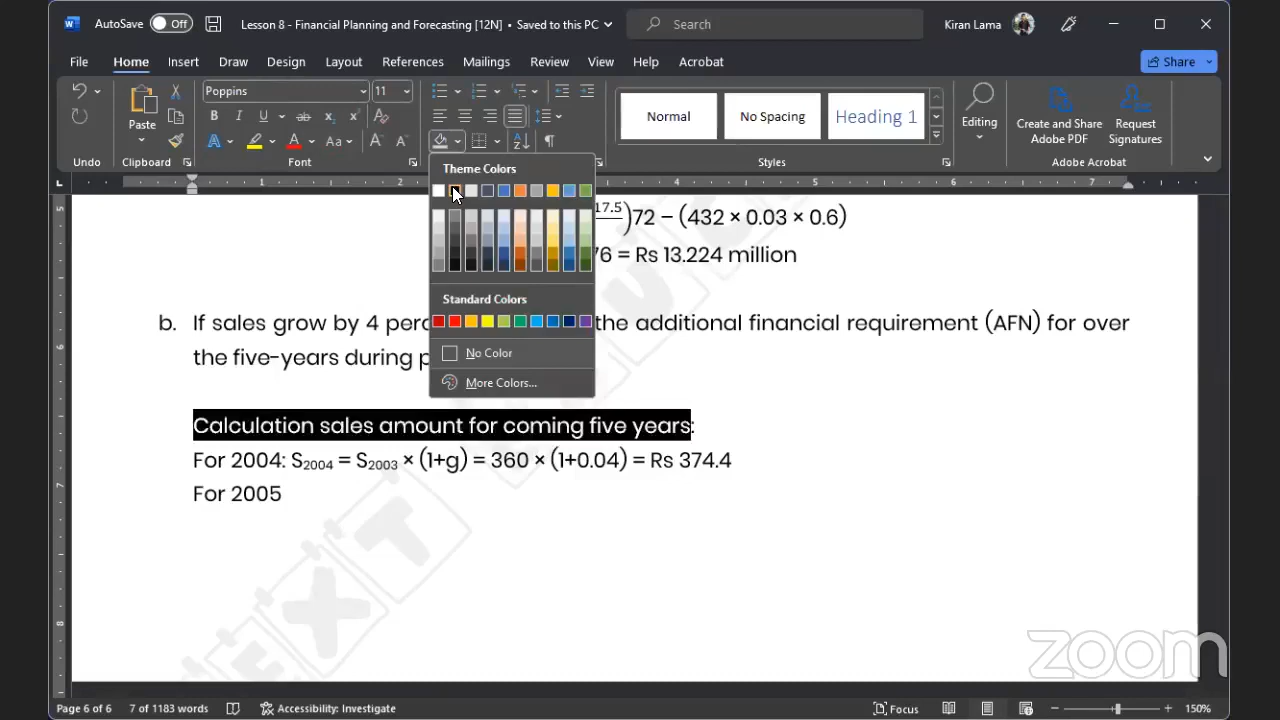 AutoSave Off
Lesson 8 - Financial Planning and Forecasting [12N] • Saved to this PC
Search
Kiran Lama
File Home Insert Draw Design Layout References Mailings Review View Help Acrobat
Share
Poppins 11
Paste
Normal
No Spacing
Heading 1
Editing
Create and Share Adobe PDF
Request Signatures
Undo Clipboard Font Styles Adobe Acrobat
Theme Colors
Standard Colors
No Color
More Colors...
17.5
)72 – (432 × 0.03 × 0.6)
76 = Rs 13.224 million
b. If sales grow by 4 perc the additional financial requirement (AFN) for over
the five-years during p
Calculation sales amount for coming five years:
For 2004: S2004 = S2003 × (1+g) = 360 × (1+0.04) = Rs 374.4
For 2005
EXT
zoom
Page 6 of 6 7 of 1183 words Accessibility: Investigate Focus 150%